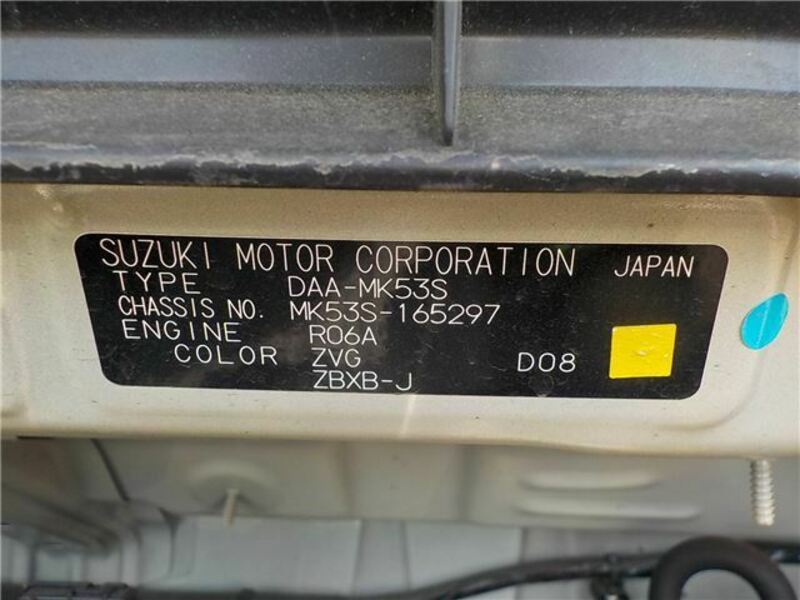 SUZUKI MOTOR CORPORATION JAPAN
TYPE DAA-MK53S
CHASSIS NO. MK53S-165297
ENGINE R06A
COLOR ZVG D08
ZBXB-J